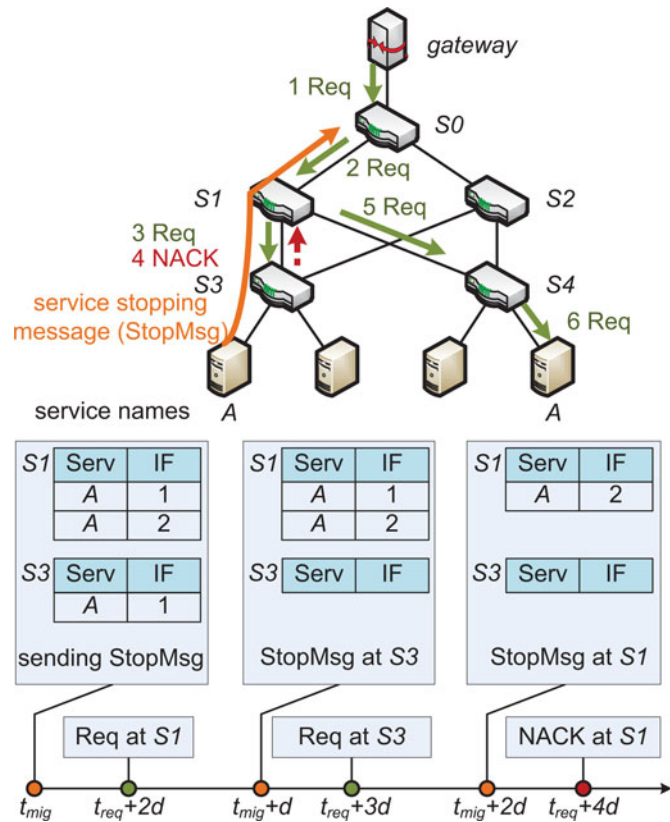 gateway
1 Req
S0
2 Req
S1
S2
5 Req
3 Req
4 NACK
S3
S4
service stopping
message (StopMsg)
6 Req
service names A A
S1 Serv IF
A 1
A 2
S3 Serv IF
A 1
sending StopMsg
S1 Serv IF
A 1
A 2
S3 Serv IF
StopMsg at S3
S1 Serv IF
A 2
S3 Serv IF
StopMsg at S1
Req at S1
Req at S3
NACK at S1
tmig treq+2d tmig+d treq+3d tmig+2d treq+4d